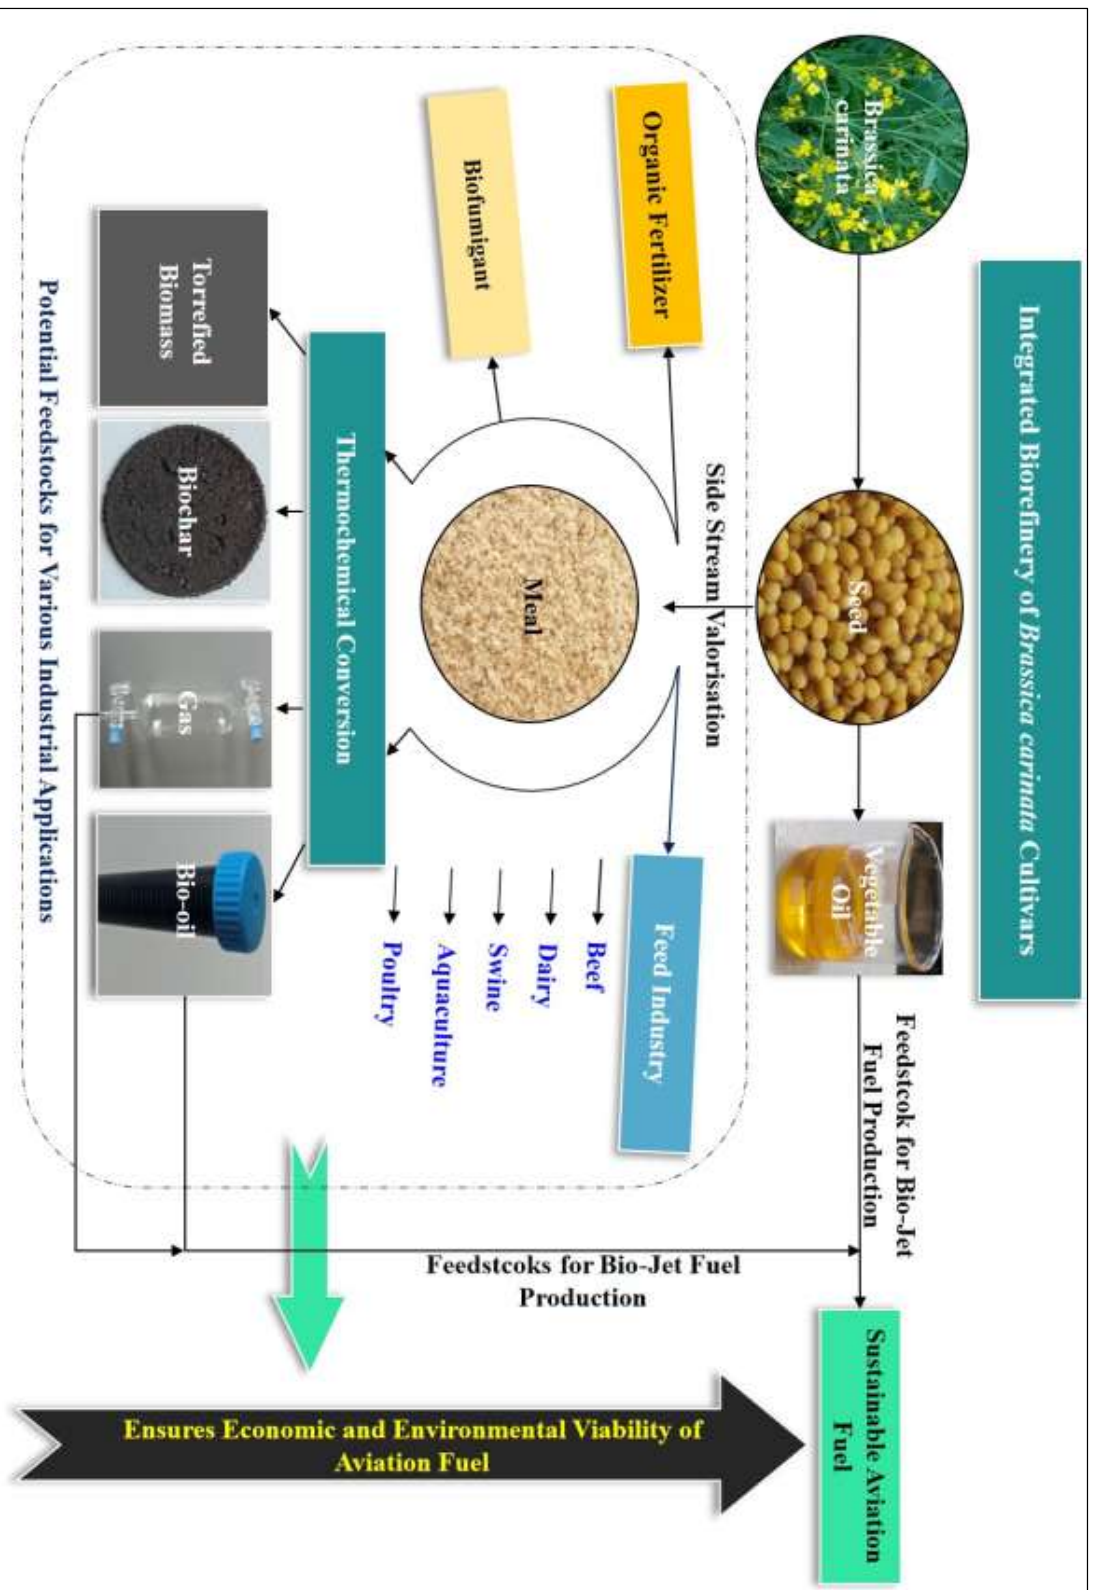 Integrated Biorefinery of Brassica carinata Cultivars
Brassica
carinata
Seed
Vegetable
Oil
Feedstcok for Bio-Jet
Fuel Production
Sustainable Aviation
Fuel
Side Stream Valorisation
Organic Fertilizer
Biofumigant
Meal
Feed Industry
Beef
Dairy
Swine
Aquaculture
Poultry
Thermochemical Conversion
Torrefied
Biomass
Biochar
Gas
Bio-oil
Potential Feedstocks for Various Industrial Applications
Feedstcoks for Bio-Jet Fuel
Production
Ensures Economic and Environmental Viability of
Aviation Fuel